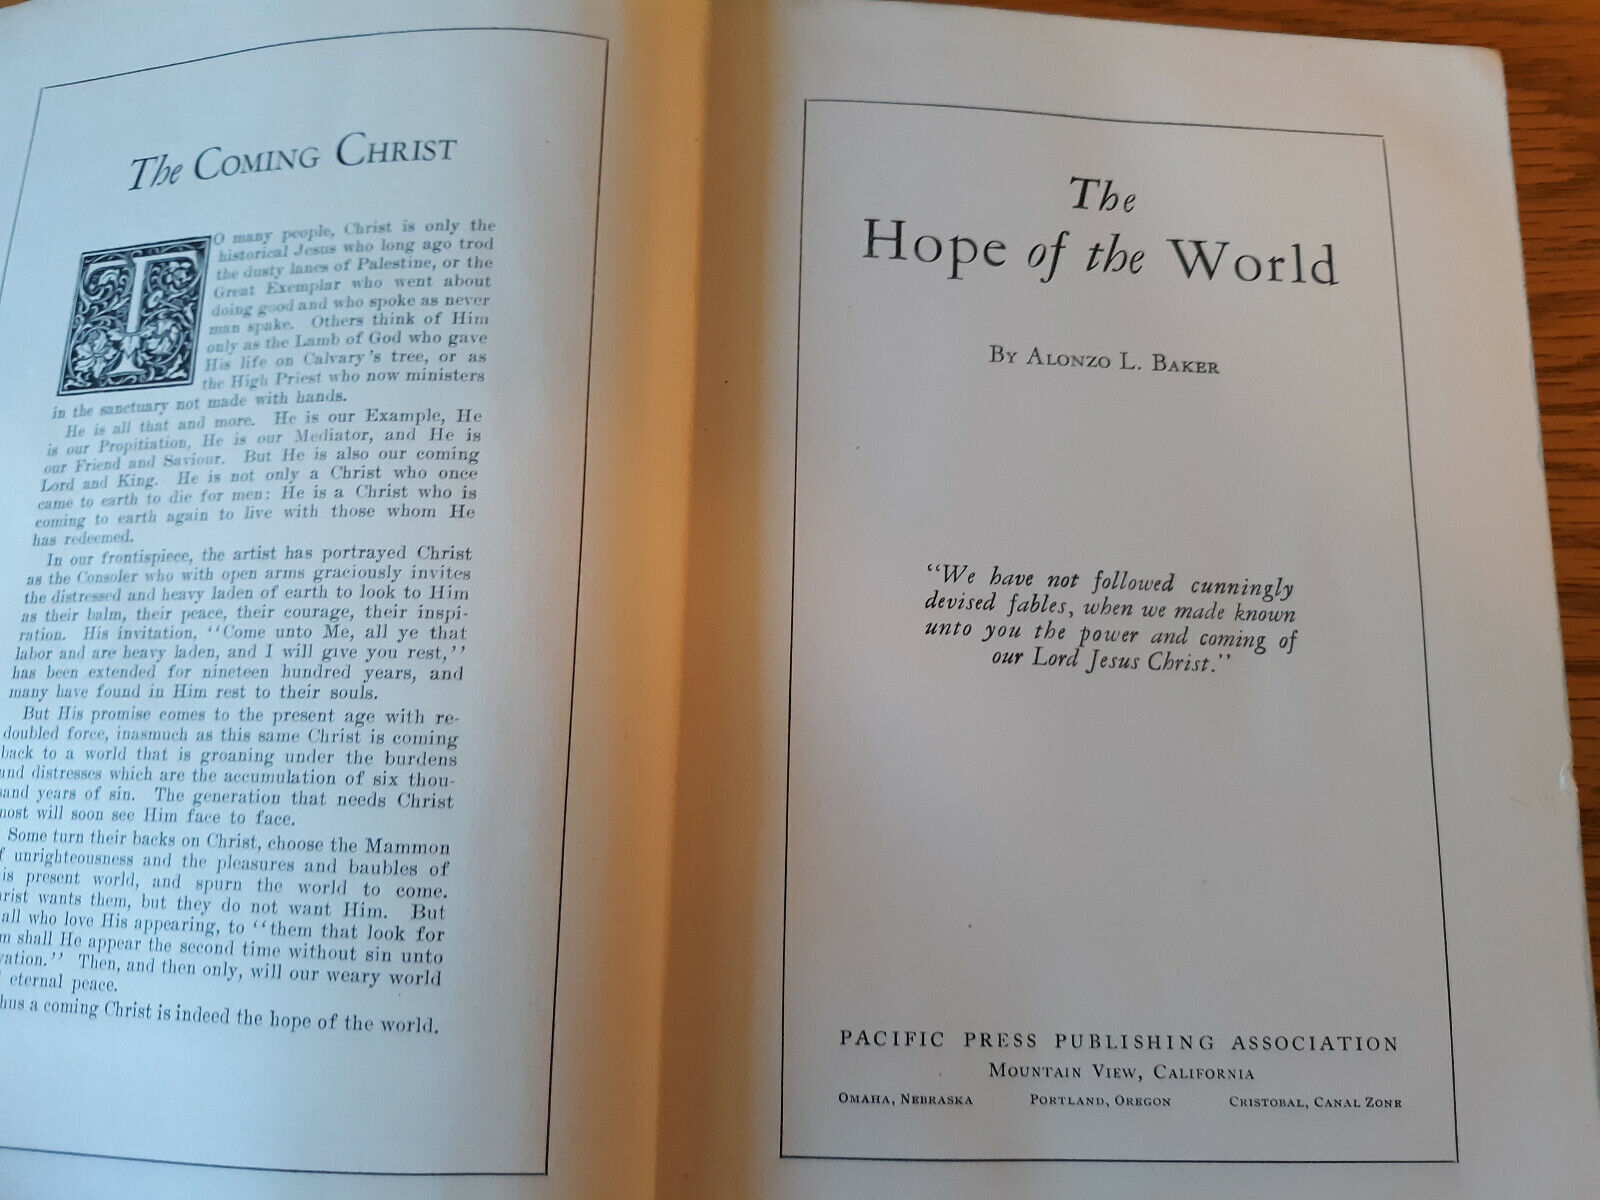 The COMING CHRIST
TO many people, Christ is only the
historical Jesus who long ago trod
the dusty lanes of Palestine, or the
Great Exemplar who went about
doing good and who spoke as never
man spake. Others think of Him
only as the Lamb of God who gave
His life on Calvary's tree, or as
the High Priest who now ministers
in the sanctuary not made with hands.
He is all that and more. He is our Example, He
is our Propitiation, He is our Mediator, and He is
our Friend and Saviour. But He is also our coming
Lord and King. He is not only a Christ who once
came to earth to die for men: He is a Christ who is
coming to earth again to live with those whom He
has redeemed.
In our frontispiece, the artist has portrayed Christ
as the Consoler who with open arms graciously invites
the distressed and heavy laden of earth to look to Him
as their balm, their peace, their courage, their inspi-
ration. His invitation, "Come unto Me, all ye that
labor and are heavy laden, and I will give you rest,"
has been extended for nineteen hundred years, and
many have found in Him rest to their souls.
But His promise comes to the present age with re-
doubled force, inasmuch as this same Christ is coming
back to a world that is groaning under the burdens
and distresses which are the accumulation of six thou-
sand years of sin. The generation that needs Christ
most will soon see Him face to face.
Some turn their backs on Christ, choose the Mammon
f unrighteousness and the pleasures and baubles of
is present world, and spurn the world to come.
rist wants them, but they do not want Him. But
all who love His appearing, to "them that look for
m shall He appear the second time without sin unto
vation." Then, and then only, will our weary world
eternal peace.
hus a coming Christ is indeed the hope of the world.
The
Hope of the World
BY ALONZO L. BAKER
"We have not followed cunningly
devised fables, when we made known
unto you the power and coming of
our Lord Jesus Christ."
PACIFIC PRESS PUBLISHING ASSOCIATION
MOUNTAIN VIEW, CALIFORNIA
OMAHA, NEBRASKA PORTLAND, OREGON CRISTOBAL, CANAL ZONE